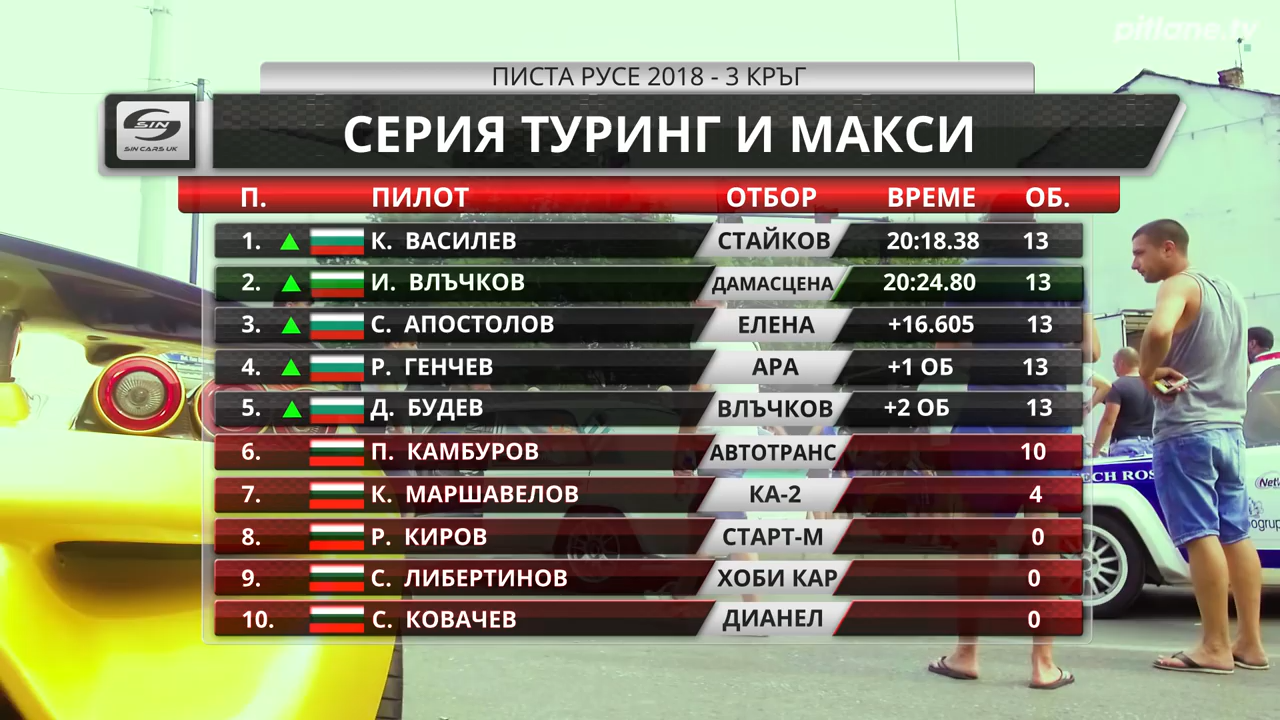 pitlane.tv
ПИСТА РУСЕ 2018 - 3 КРЪГ
SIN
SIN CARS UK
СЕРИЯ ТУРИНГ И МАКСИ
П. ПИЛОТ ОТБОР ВРЕМЕ ОБ.
1. К. ВАСИЛЕВ СТАЙКОВ 20:18.38 13
2. И. ВЛЪЧКОВ ДАМАСЦЕНА 20:24.80 13
3. С. АПОСТОЛОВ ЕЛЕНА +16.605 13
4. Р. ГЕНЧЕВ АРА +1 ОБ 13
5. Д. БУДЕВ ВЛЪЧКОВ +2 ОБ 13
6. П. КАМБУРОВ АВТОТРАНС 10
7. К. МАРШАВЕЛОВ КА-2 4
8. Р. КИРОВ СТАРТ-М 0
9. С. ЛИБЕРТИНОВ ХОБИ КАР 0
10. С. КОВАЧЕВ ДИАНЕЛ 0